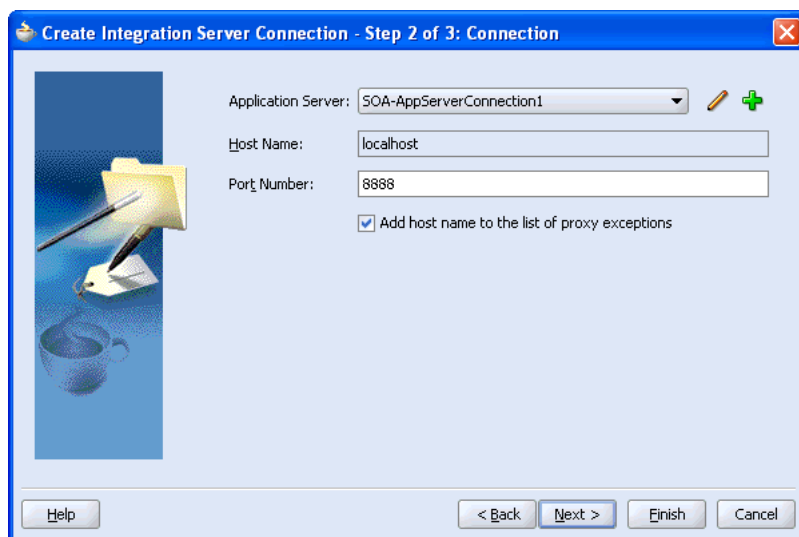 Create Integration Server Connection - Step 2 of 3: Connection
Application Server: SOA-AppServerConnection1
Host Name: localhost
Port Number: 8888
Add host name to the list of proxy exceptions
Help < Back Next > Finish Cancel